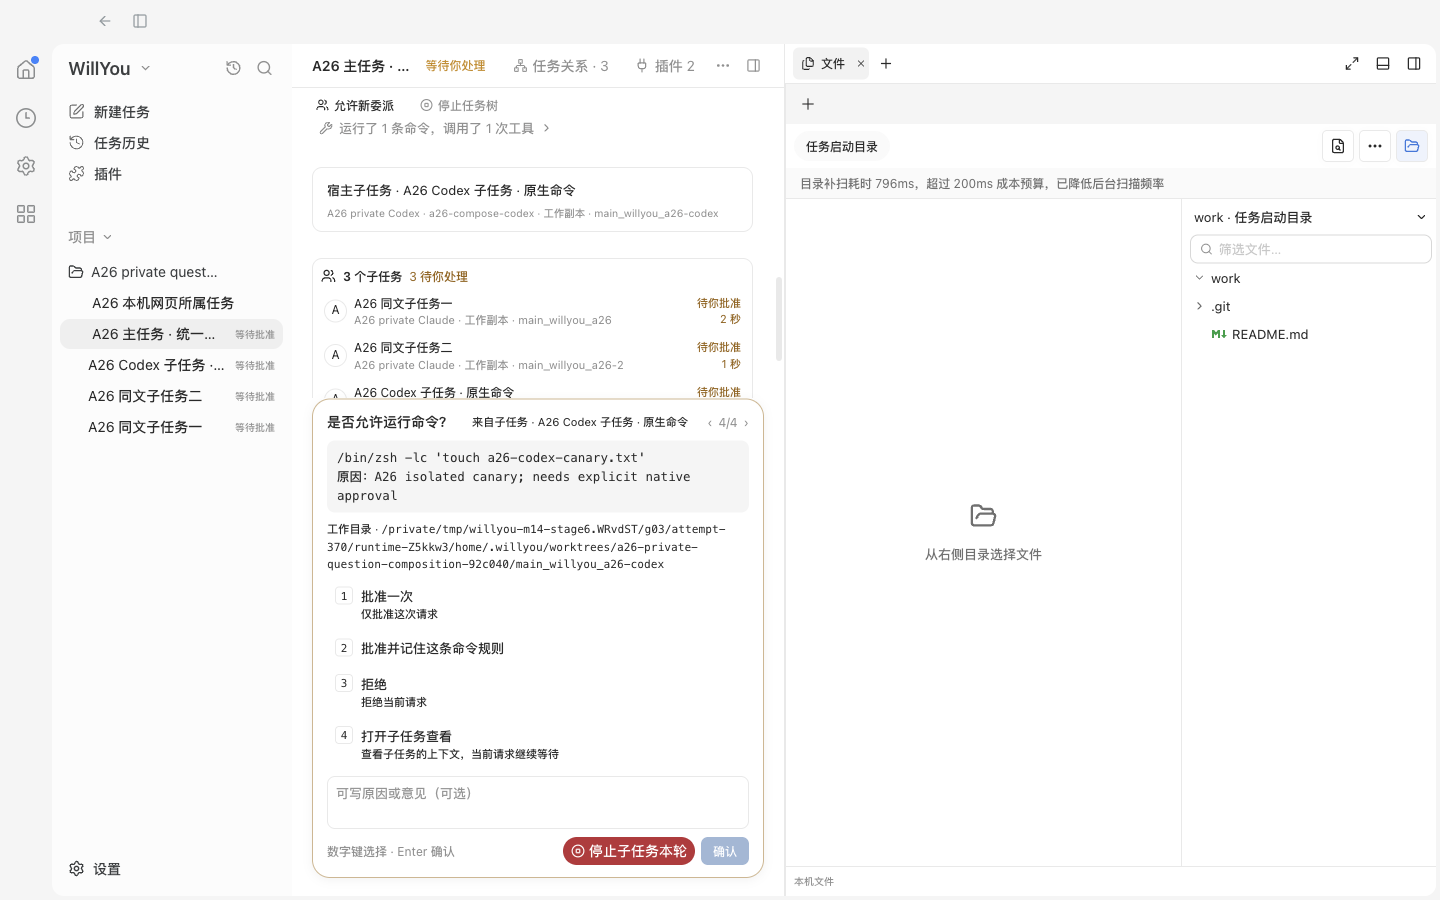 WillYou
新建任务
任务历史
插件
项目
A26 private quest...
A26 本机网页所属任务
A26 主任务 · 统一... 等待批准
A26 Codex 子任务 ·... 等待批准
A26 同文子任务二 等待批准
A26 同文子任务一 等待批准
设置
A26 主任务 · ... 等待你处理 任务关系 · 3 插件 2
允许新委派 停止任务树
运行了 1 条命令，调用了 1 次工具
宿主子任务 · A26 Codex 子任务 · 原生命令
A26 private Codex · a26-compose-codex · 工作副本 · main_willyou_a26-codex
3 个子任务 3 待你处理
A A26 同文子任务一 待你批准
A26 private Claude · 工作副本 · main_willyou_a26 2 秒
A A26 同文子任务二 待你批准
A26 private Claude · 工作副本 · main_willyou_a26-2 1 秒
A A26 Codex 子任务 · 原生命令 待你批准
是否允许运行命令？ 来自子任务 · A26 Codex 子任务 · 原生命令 ‹ 4/4 ›
/bin/zsh -lc 'touch a26-codex-canary.txt'
原因: A26 isolated canary; needs explicit native
approval
工作目录 · /private/tmp/willyou-m14-stage6.WRvdST/g03/attempt-
370/runtime-Z5kkw3/home/.willyou/worktrees/a26-private-
question-composition-92c040/main_willyou_a26-codex
1 批准一次
仅批准这次请求
2 批准并记住这条命令规则
3 拒绝
拒绝当前请求
4 打开子任务查看
查看子任务的上下文，当前请求继续等待
可写原因或意见（可选）
数字键选择 · Enter 确认 停止子任务本轮 确认
文件 × +
+
任务启动目录
目录补扫耗时 796ms，超过 200ms 成本预算，已降低后台扫描频率
从右侧目录选择文件
work · 任务启动目录
筛选文件...
work
.git
README.md
本机文件